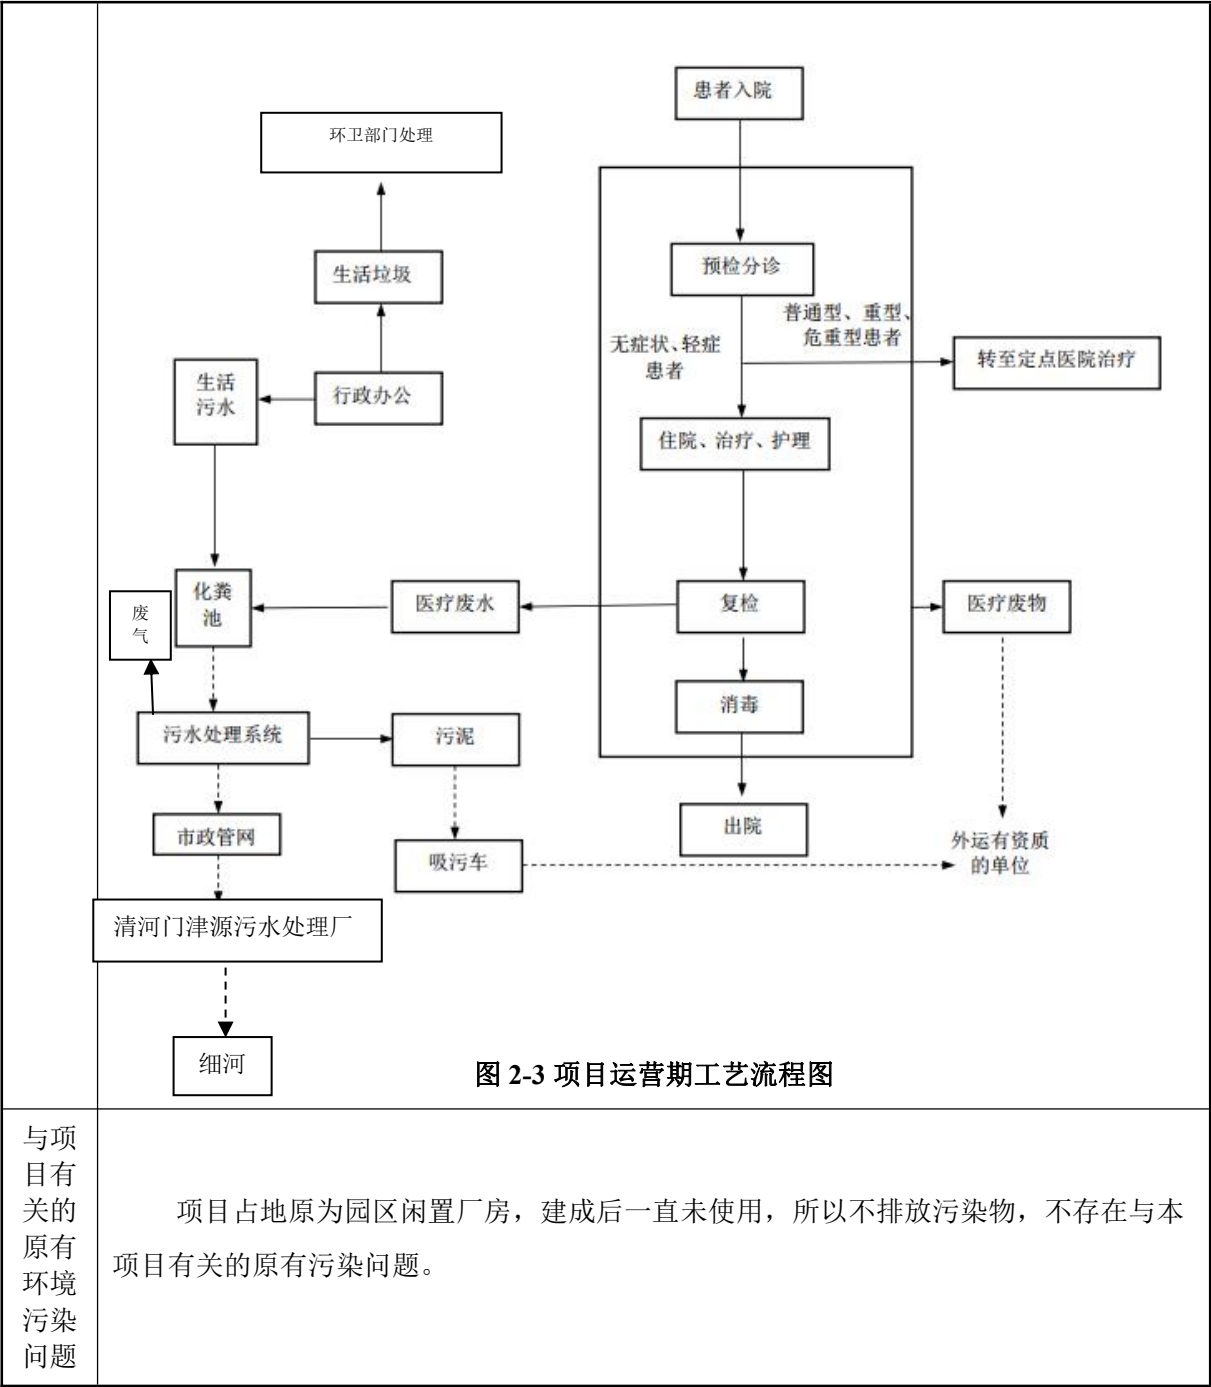 患者入院
环卫部门处理
预检分诊
生活垃圾
普通型、重型、
危重型患者
无症状、轻症
患者
转至定点医院治疗
生活
污水
行政办公
住院、治疗、护理
化粪
池
医疗废水
复检
医疗废物
废
气
消毒
污水处理系统
污泥
出院
市政管网
吸污车
外运有资质
的单位
清河门津源污水处理厂
细河
图 2-3 项目运营期工艺流程图
与项
目有
关的
原有
环境
污染
问题
项目占地原为园区闲置厂房，建成后一直未使用，所以不排放污染物，不存在与本
项目有关的原有污染问题。